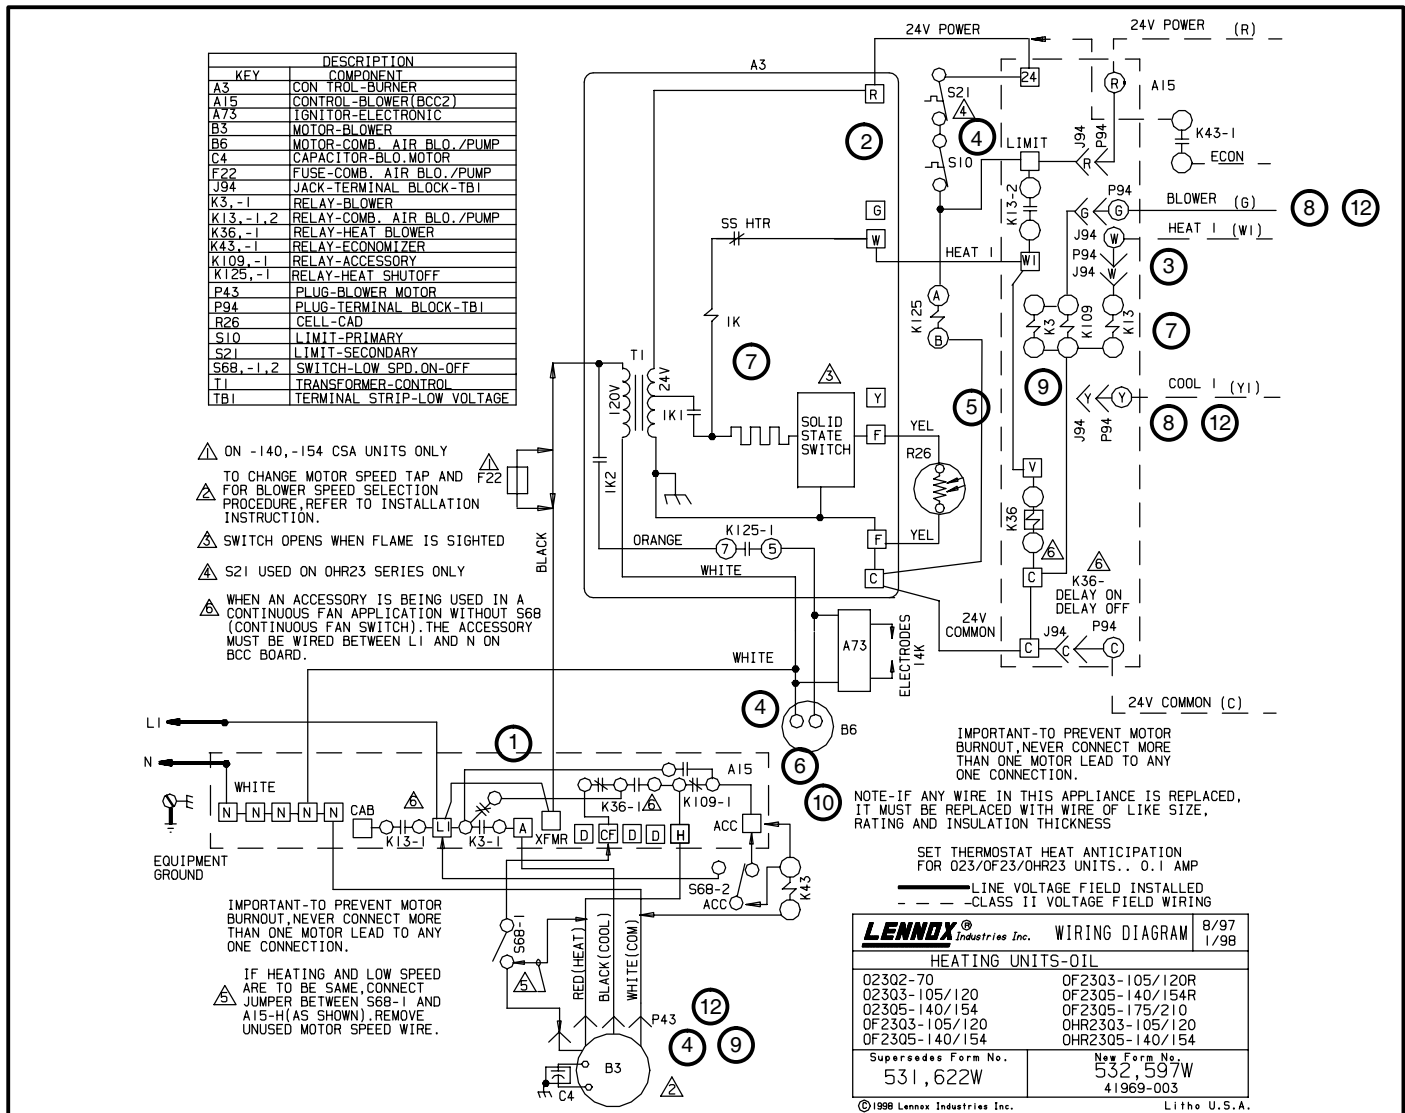 DESCRIPTION
KEY COMPONENT
A3 CON TROL-BURNER
A15 CONTROL-BLOWER(BCC2)
A73 IGNITOR-ELECTRONIC
B3 MOTOR-BLOWER
B6 MOTOR-COMB. AIR BLO./PUMP
C4 CAPACITOR-BLO.MOTOR
F22 FUSE-COMB. AIR BLO./PUMP
J94 JACK-TERMINAL BLOCK-TB1
K3,-1 RELAY-BLOWER
K13,-1,2 RELAY-COMB. AIR BLO./PUMP
K36,-1 RELAY-HEAT BLOWER
K43,-1 RELAY-ECONOMIZER
K109,-1 RELAY-ACCESSORY
K125,-1 RELAY-HEAT SHUTOFF
P43 PLUG-BLOWER MOTOR
P94 PLUG-TERMINAL BLOCK-TB1
R26 CELL-CAD
S10 LIMIT-PRIMARY
S21 LIMIT-SECONDARY
S68,-1,2 SWITCH-LOW SPD.ON-OFF
T1 TRANSFORMER-CONTROL
TB1 TERMINAL STRIP-LOW VOLTAGE
1 ON -140,-154 CSA UNITS ONLY
TO CHANGE MOTOR SPEED TAP AND
2 FOR BLOWER SPEED SELECTION
PROCEDURE,REFER TO INSTALLATION
INSTRUCTION.
3 SWITCH OPENS WHEN FLAME IS SIGHTED
4 S21 USED ON OHR23 SERIES ONLY
WHEN AN ACCESSORY IS BEING USED IN A
6 CONTINUOUS FAN APPLICATION WITHOUT S68
(CONTINUOUS FAN SWITCH).THE ACCESSORY
MUST BE WIRED BETWEEN L1 AND N ON
BCC BOARD.
1
F22
BLACK
A3
24V POWER
24V POWER (R)
R
2
S21
4
4
S10
24
R
A15
LIMIT
J94
P94
R
K43-1
ECON
K13-2
P94
G
G
BLOWER (G)
8
12
G
SS HTR
W
HEAT 1
W1
J94
W
HEAT 1 (W1)
P94
J94
W
3
1K
7
A
K125
B
K3
K109
K13
7
T1
120V
24V
1K1
3
SOLID
STATE
SWITCH
Y
F
YEL
5
9
R26
J94
Y
P94
Y
COOL 1 (Y1)
8
12
1K2
V
K36
6
ORANGE
K125-1
7
5
F
YEL
WHITE
C
C
6
K36-
DELAY ON
DELAY OFF
24V
COMMON
C
J94
C
P94
C
24V COMMON (C)
WHITE
A73
ELECTRODES
14K
4
B6
6
10
L1
N
WHITE
1
A15
N
N
N
N
N
CAB
6
K13-1
L1
K3-1
A
XFMR
K36-1
6
K109-1
D
CF
D
D
H
ACC
EQUIPMENT
GROUND
S68-2
ACC
K43
IMPORTANT-TO PREVENT MOTOR
BURNOUT,NEVER CONNECT MORE
THAN ONE MOTOR LEAD TO ANY
ONE CONNECTION.
IF HEATING AND LOW SPEED
ARE TO BE SAME,CONNECT
5 JUMPER BETWEEN S68-1 AND
A15-H(AS SHOWN).REMOVE
UNUSED MOTOR SPEED WIRE.
S68-1
5
RED(HEAT)
BLACK(COOL)
WHITE(COM)
P43
12
B3
4
9
C4
2
IMPORTANT-TO PREVENT MOTOR
BURNOUT,NEVER CONNECT MORE
THAN ONE MOTOR LEAD TO ANY
ONE CONNECTION.
NOTE-IF ANY WIRE IN THIS APPLIANCE IS REPLACED,
IT MUST BE REPLACED WITH WIRE OF LIKE SIZE,
RATING AND INSULATION THICKNESS
SET THERMOSTAT HEAT ANTICIPATION
FOR O23/OF23/OHR23 UNITS.. 0.1 AMP
LINE VOLTAGE FIELD INSTALLED
CLASS II VOLTAGE FIELD WIRING
LENNOX ® Industries Inc. WIRING DIAGRAM 8/97
1/98
HEATING UNITS-OIL
O23Q2-70 OF23Q3-105/120R
O23Q3-105/120 OF23Q5-140/154R
O23Q5-140/154 OF23Q5-175/210
OF23Q3-105/120 OHR23Q3-105/120
OF23Q5-140/154 OHR23Q5-140/154
Supersedes Form No. New Form No.
531,622W 532,597W
41969-003
© 1998 Lennox Industries Inc. Litho U.S.A.